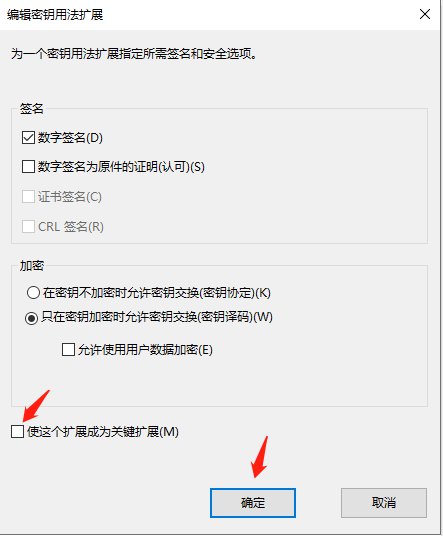 编辑密钥用法扩展
为一个密钥用法扩展指定所需签名和安全选项。
签名
数字签名(D)
数字签名为原件的证明(认可)(S)
证书签名(C)
CRL 签名(R)
加密
在密钥不加密时允许密钥交换(密钥协定)(K)
只在密钥加密时允许密钥交换(密钥译码)(W)
允许使用用户数据加密(E)
使这个扩展成为关键扩展(M)
确定
取消